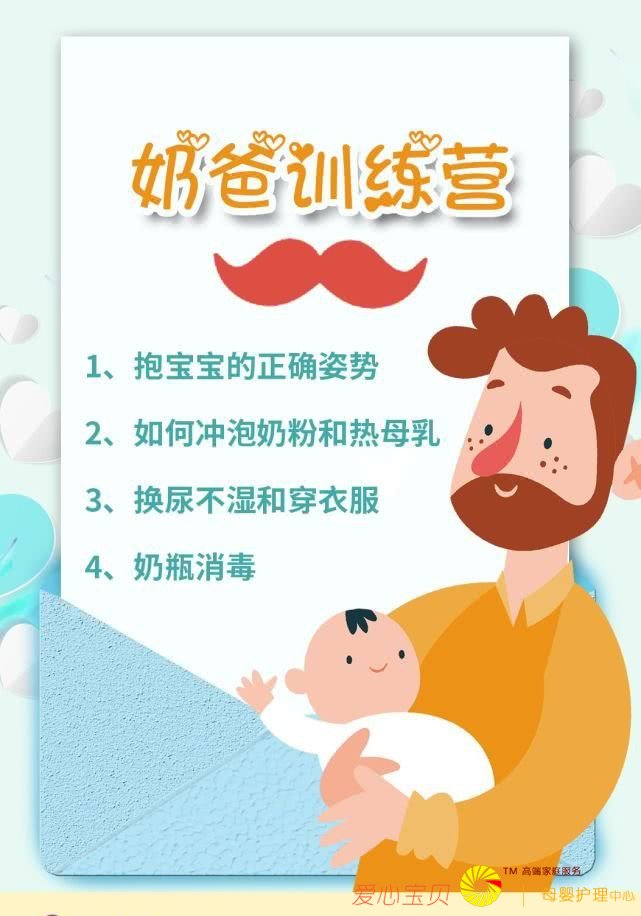 奶爸训练营
1、抱宝宝的正确姿势
2、如何冲泡奶粉和热母乳
3、换尿不湿和穿衣服
4、奶瓶消毒
TM 高端家庭服务
爱心宝贝 | 母婴护理中心